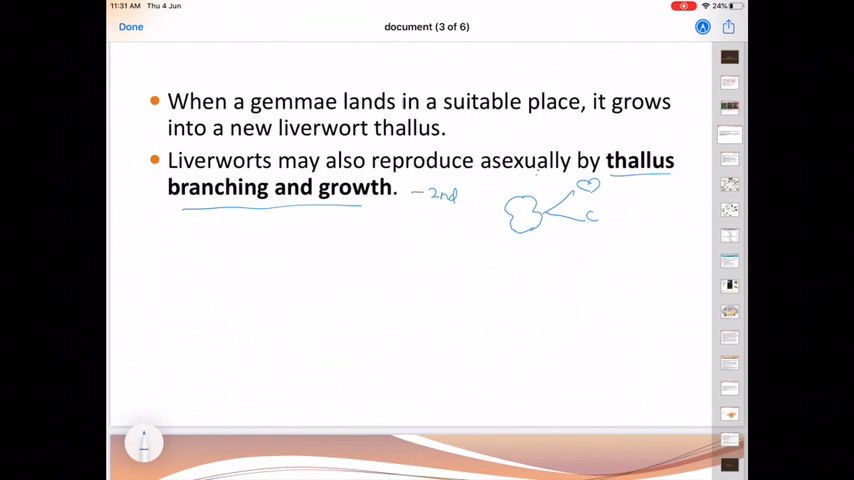 11:31 AM Thu 4 Jun
24%
Done
document (3 of 6)
When a gemmae lands in a suitable place, it grows
into a new liverwort thallus.
Liverworts may also reproduce asexually by thallus
branching and growth. - 2nd